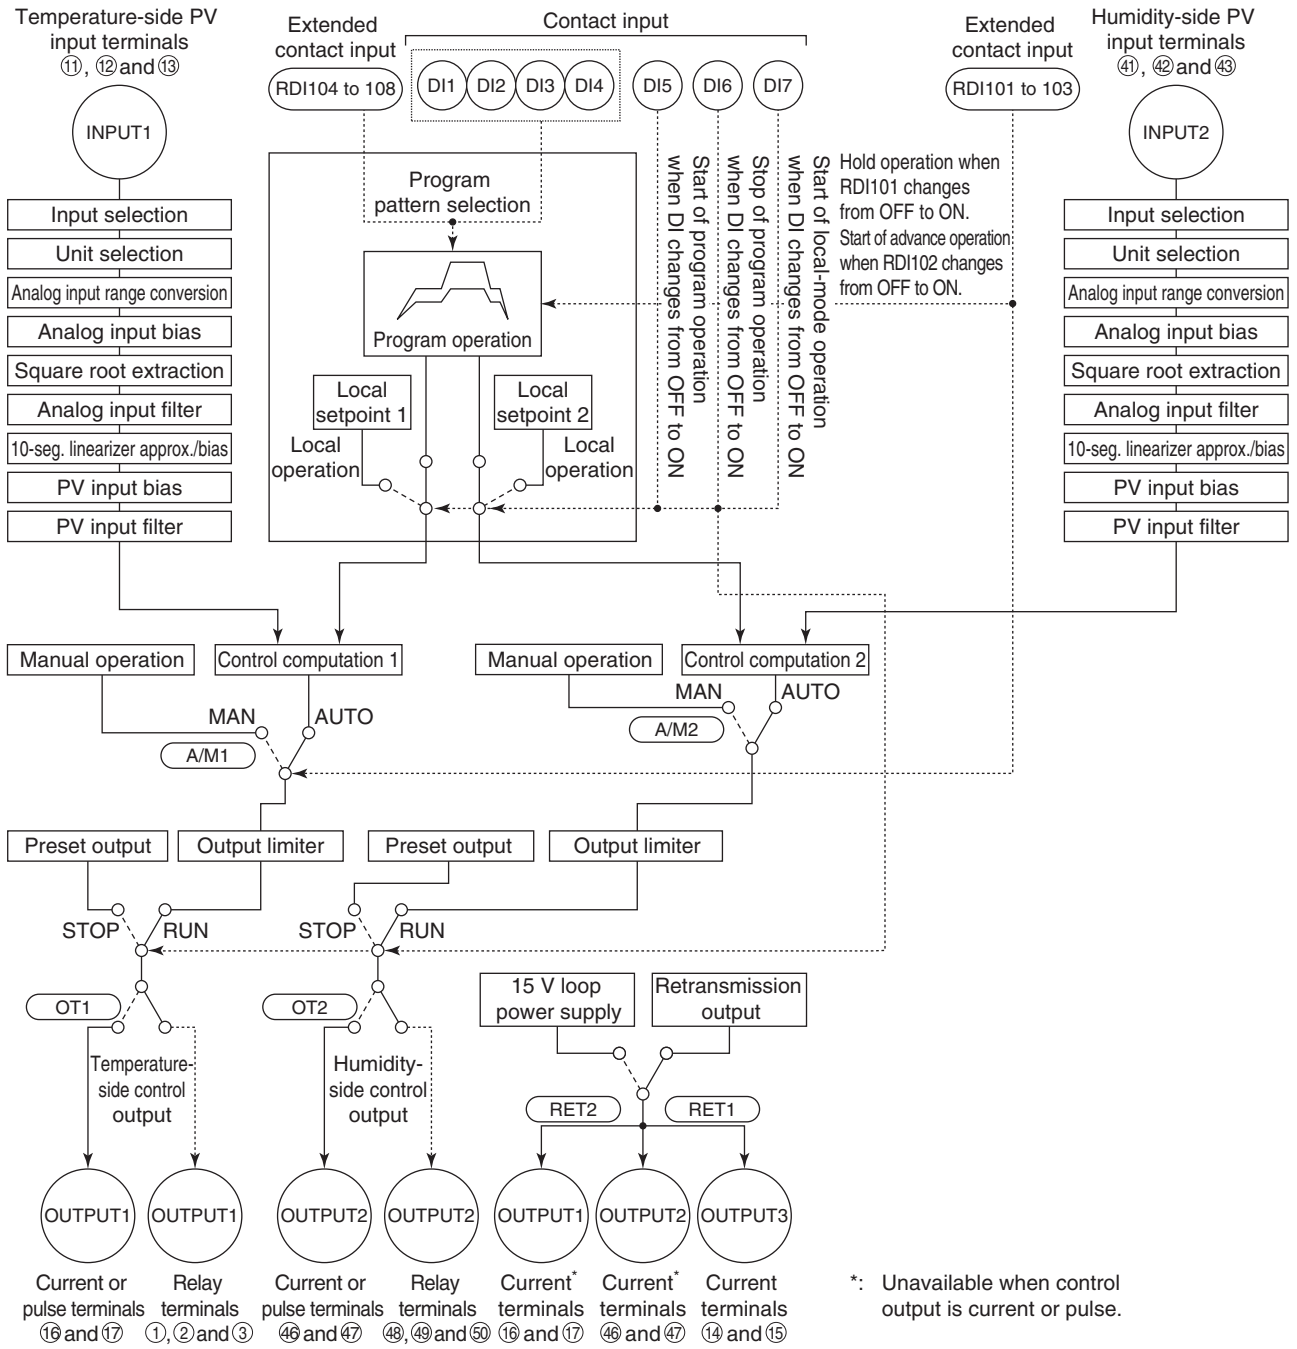 Temperature-side PV
input terminals
⑪, ⑫ and ⑬
Extended
contact input
Contact input
Extended
contact input
Humidity-side PV
input terminals
㊶, ㊷ and ㊸
RDI104 to 108
DI1
DI2
DI3
DI4
DI5
DI6
DI7
RDI101 to 103
INPUT1
INPUT2
Program
pattern selection
Program operation
Start of program operation
when DI changes from OFF to ON
Stop of program operation
when DI changes from OFF to ON
Start of local-mode operation
when DI changes from OFF to ON
Hold operation when
RDI101 changes
from OFF to ON.
Start of advance operation
when RDI102 changes
from OFF to ON.
Input selection
Unit selection
Analog input range conversion
Analog input bias
Square root extraction
Analog input filter
10-seg. linearizer approx./bias
PV input bias
PV input filter
Local
setpoint 1
Local
setpoint 2
Local
operation
Local
operation
Input selection
Unit selection
Analog input range conversion
Analog input bias
Square root extraction
Analog input filter
10-seg. linearizer approx./bias
PV input bias
PV input filter
Manual operation
Control computation 1
Manual operation
Control computation 2
MAN
AUTO
A/M1
MAN
AUTO
A/M2
Preset output
Output limiter
Preset output
Output limiter
STOP
RUN
STOP
RUN
OT1
OT2
15 V loop
power supply
Retransmission
output
Temperature-
side control
output
Humidity-
side control
output
RET2
RET1
OUTPUT1
OUTPUT1
OUTPUT2
OUTPUT2
OUTPUT1
OUTPUT2
OUTPUT3
Current or
pulse terminals
⑯ and ⑰
Relay
terminals
①, ② and ③
Current or
pulse terminals
㊻ and ㊼
Relay
terminals
㊽, ㊾ and ㊿
Current*
terminals
⑯ and ⑰
Current*
terminals
㊻ and ㊼
Current
terminals
⑭ and ⑮
*: Unavailable when control
output is current or pulse.